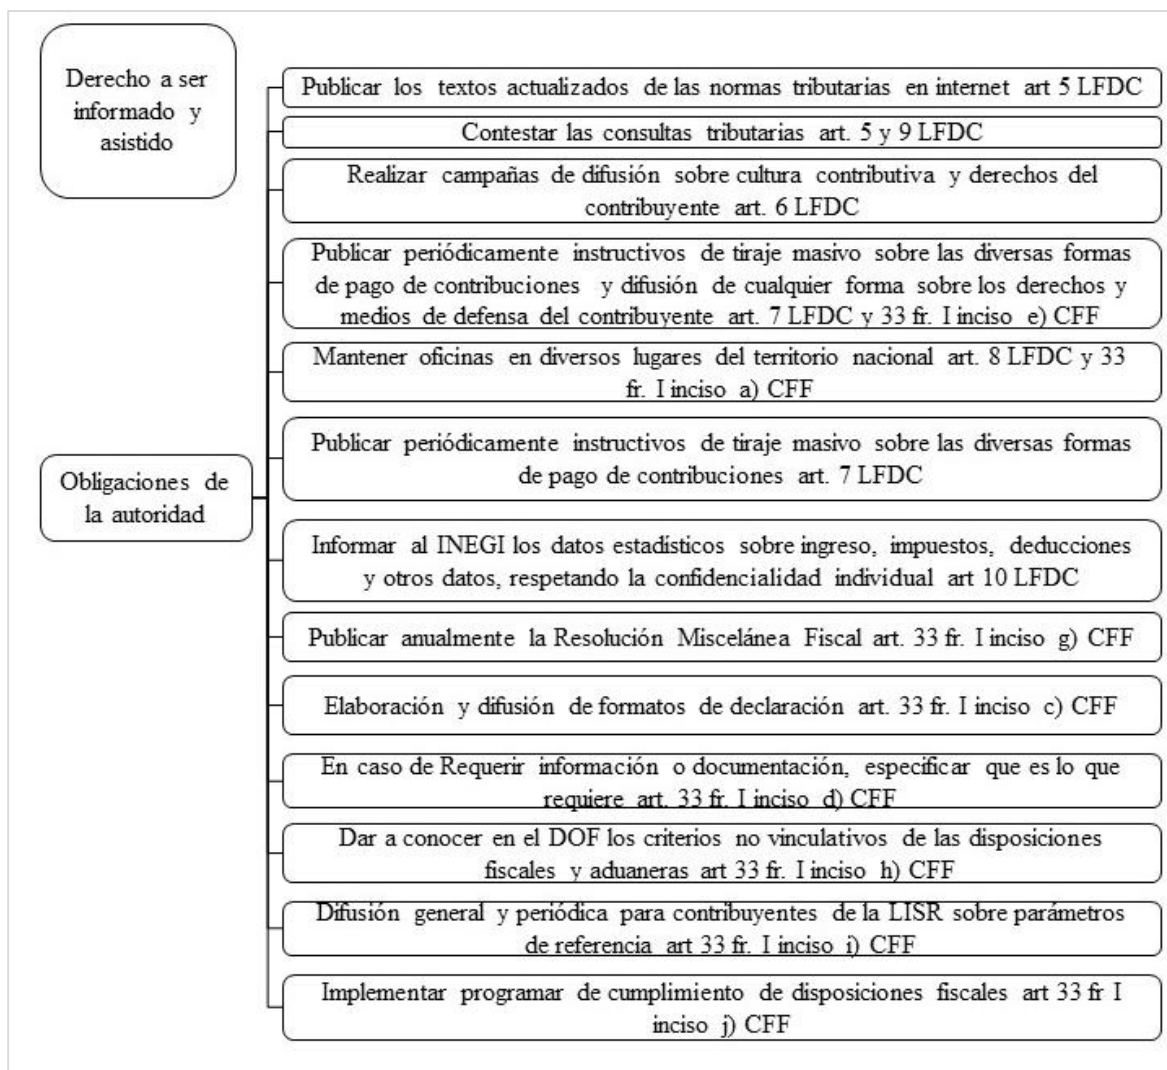 Derecho a ser
informado y
asistido
Publicar los textos actualizados de las normas tributarias en internet art 5 LFDC
Contestar las consultas tributarias art. 5 y 9 LFDC
Realizar campañas de difusión sobre cultura contributiva y derechos del
contribuyente art. 6 LFDC
Publicar periódicamente instructivos de tiraje masivo sobre las diversas formas
de pago de contribuciones y difusión de cualquier forma sobre los derechos y
medios de defensa del contribuyente art. 7 LFDC y 33 fr. I inciso e) CFF
Mantener oficinas en diversos lugares del territorio nacional art. 8 LFDC y 33
fr. I inciso a) CFF
Publicar periódicamente instructivos de tiraje masivo sobre las diversas formas
de pago de contribuciones art. 7 LFDC
Obligaciones de
la autoridad
Informar al INEGI los datos estadísticos sobre ingreso, impuestos, deducciones
y otros datos, respetando la confidencialidad individual art 10 LFDC
Publicar anualmente la Resolución Miscelánea Fiscal art. 33 fr. I inciso g) CFF
Elaboración y difusión de formatos de declaración art. 33 fr. I inciso c) CFF
En caso de Requerir información o documentación, especificar que es lo que
requiere art. 33 fr. I inciso d) CFF
Dar a conocer en el DOF los criterios no vinculativos de las disposiciones
fiscales y aduaneras art 33 fr. I inciso h) CFF
Difusión general y periódica para contribuyentes de la LISR sobre parámetros
de referencia art 33 fr. I inciso i) CFF
Implementar programar de cumplimiento de disposiciones fiscales art 33 fr I
inciso j) CFF